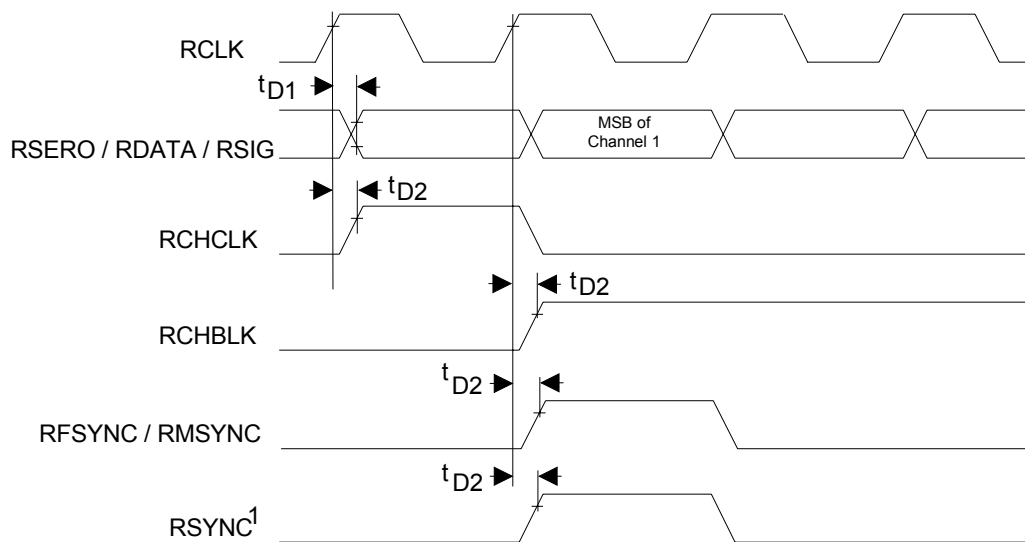 RCLK
tD1
RSERO / RDATA / RSIG
MSB of
Channel 1
tD2
RCHCLK
tD2
RCHBLK
tD2
RFSYNC / RMSYNC
tD2
RSYNC1